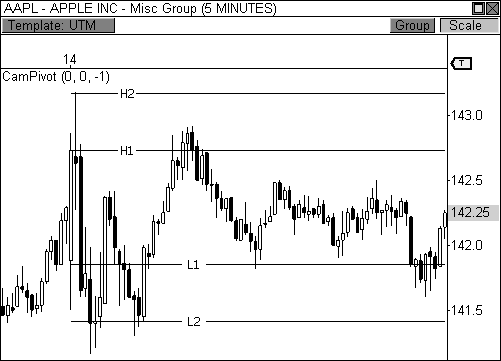 AAPL - APPLE INC - Misc Group (5 MINUTES)
Template: UTM Group Scale
14 T
CamPivot (0, 0, -1)
H2
143.0
H1
142.5
142.25
142.0
L1
141.5
L2